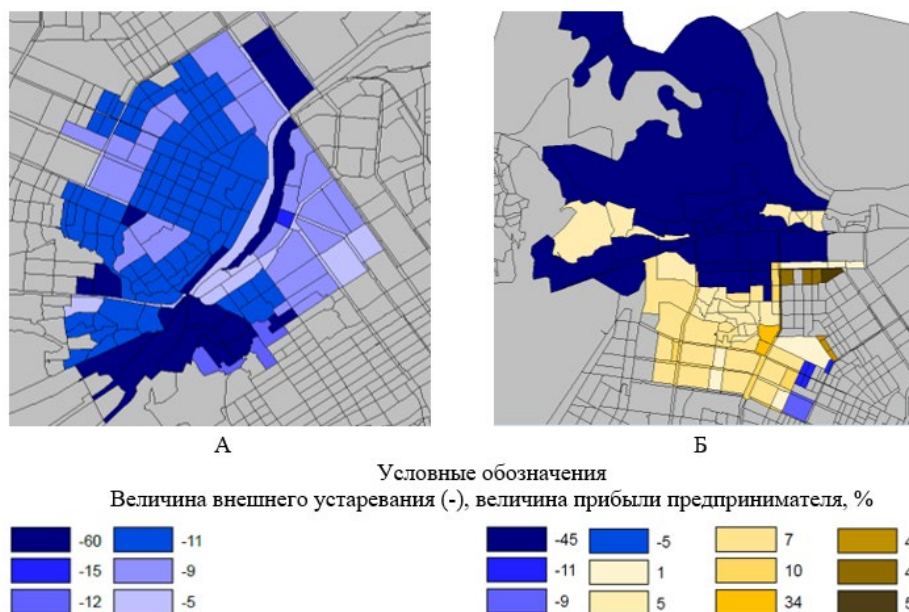 А Б
Условные обозначения
Величина внешнего устаревания (-), величина прибыли предпринимателя, %
-60 -11 -45 -5 7
-15 -9 -11 1 10
-12 -5 -9 5 34